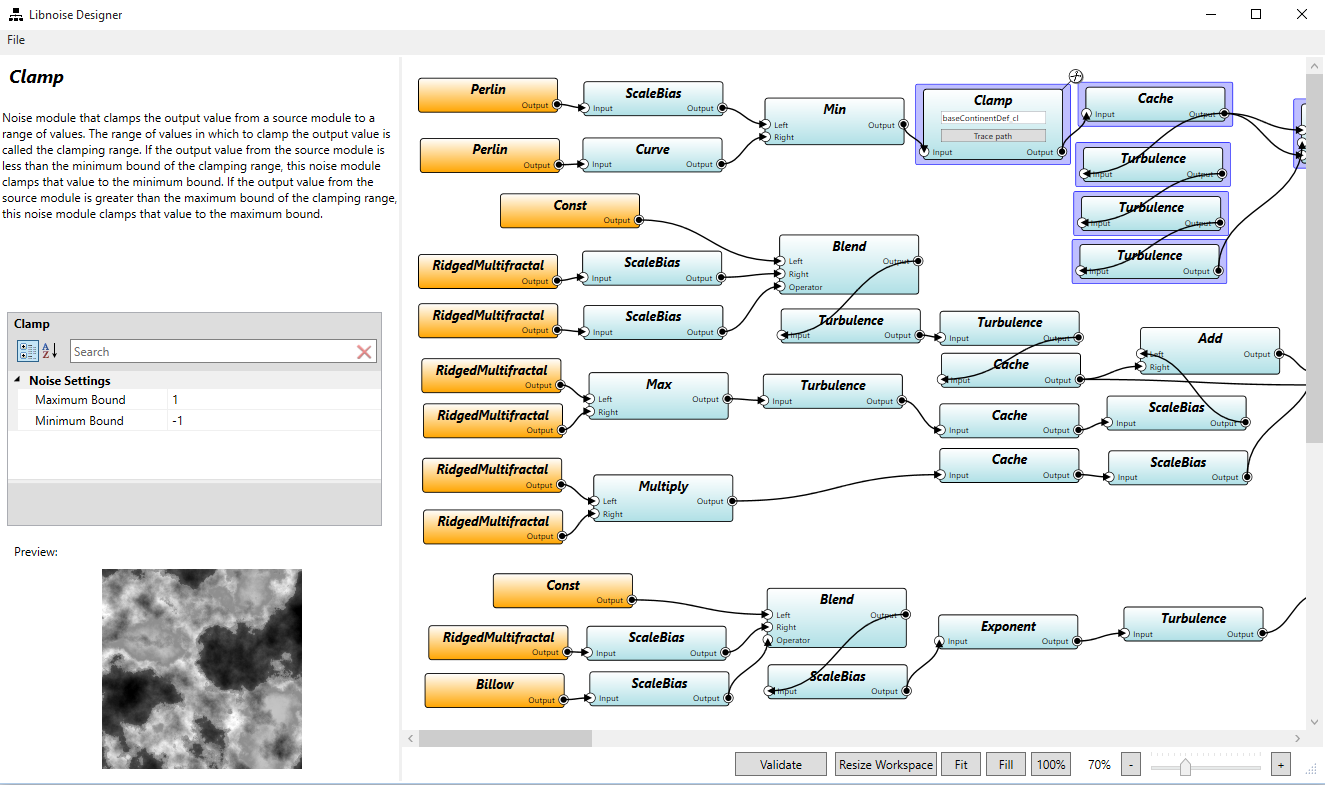 Libnoise Designer
File
Clamp
Noise module that clamps the output value from a source module to a
range of values. The range of values in which to clamp the output value is
called the clamping range. If the output value from the source module is
less than the minimum bound of the clamping range, this noise module
clamps that value to the minimum bound. If the output value from the
source module is greater than the maximum bound of the clamping range,
this noise module clamps that value to the maximum bound.
Clamp
A
Z
Search
Noise Settings
Maximum Bound 1
Minimum Bound -1
Preview:
Perlin
Output
ScaleBias
Input Output
Perlin
Output
Curve
Input Output
Min
Left Output
Right
Clamp
baseContinentDef_cl
Trace path
Input Output
Cache
Input Output
Turbulence
Input Output
Turbulence
Input Output
Turbulence
Input Output
Const
Output
RidgedMultifractal
Output
ScaleBias
Input Output
RidgedMultifractal
Output
ScaleBias
Input Output
Blend
Left Output
Right
Operator
Turbulence
Input Output
Turbulence
Input Output
Cache
Input Output
Add
Left Output
Right
RidgedMultifractal
Output
RidgedMultifractal
Output
Max
Left Output
Right
Turbulence
Input Output
Cache
Input Output
ScaleBias
Input Output
RidgedMultifractal
Output
RidgedMultifractal
Output
Multiply
Left Output
Right
Cache
Input Output
ScaleBias
Input Output
Const
Output
RidgedMultifractal
Output
ScaleBias
Input Output
Billow
Output
ScaleBias
Input Output
Blend
Left Output
Right
Operator
ScaleBias
Input Output
Exponent
Input Output
Turbulence
Input Output
Validate Resize Workspace Fit Fill 100% 70% - +